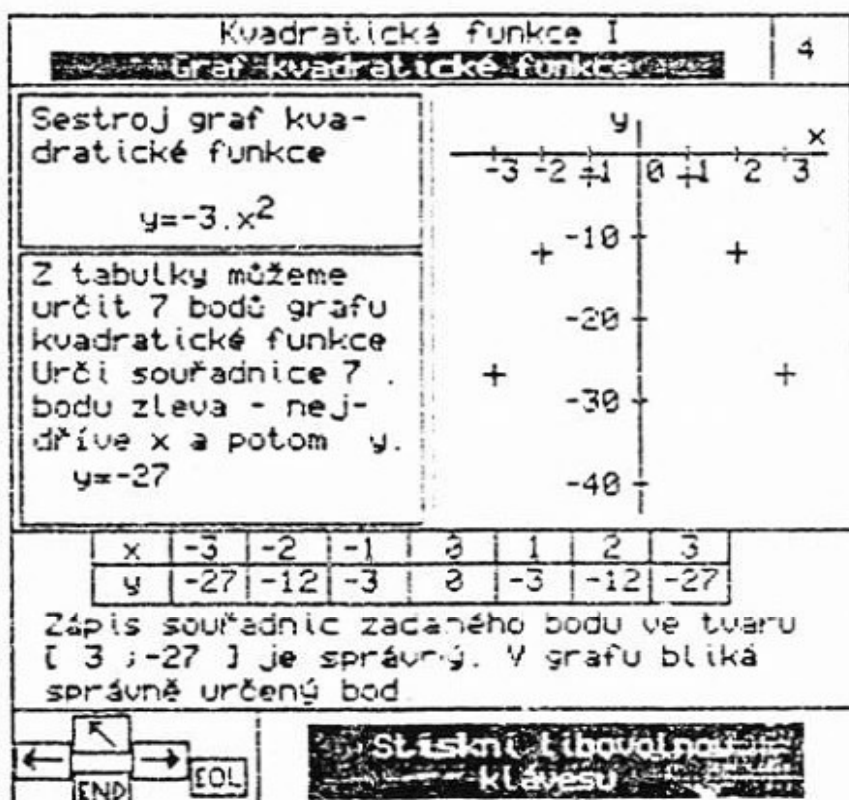 Kvadratická funkce I
4
Graf kvadratické funkce
Sestroj graf kva-
dratické funkce
y=-3.x²
Z tabulky můžeme
určit 7 bodů grafu
kvadratické funkce
Urči souřadnice 7 .
bodu zleva - nej-
dříve x a potom y.
y=-27
y
x
-3 -2 -1 0 1 2 3
-10
-20
-30
-40
x -3 -2 -1 0 1 2 3
y -27 -12 -3 0 -3 -12 -27
Zápis souřadnic zadaného bodu ve tvaru
[ 3 ;-27 ] je správný. V grafu bliká
správně určený bod
END
EOL
Stiskni libovolnou
klávesu